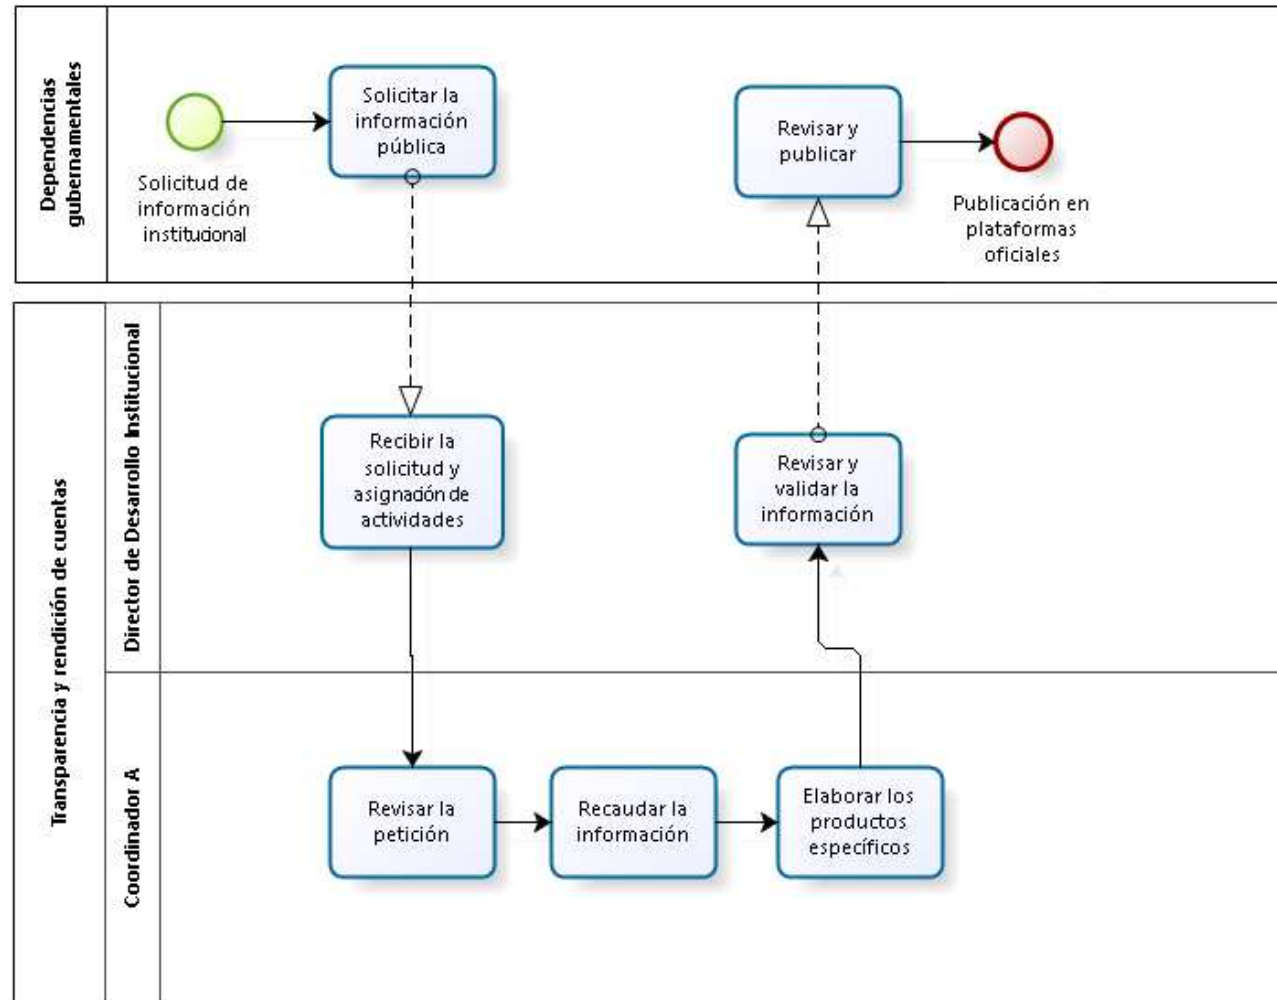 Dependencias
gubernamentales
Solicitud de
información
institucional
Solicitar la
información
pública
Revisar y
publicar
Publicación en
plataformas
oficiales
Transparencia y rendición de cuentas
Director de Desarrollo Institucional
Recibir la
solicitud y
asignación de
actividades
Revisar y
validar la
información
Coordinador A
Revisar la
petición
Recaudar la
información
Elaborar los
productos
específicos